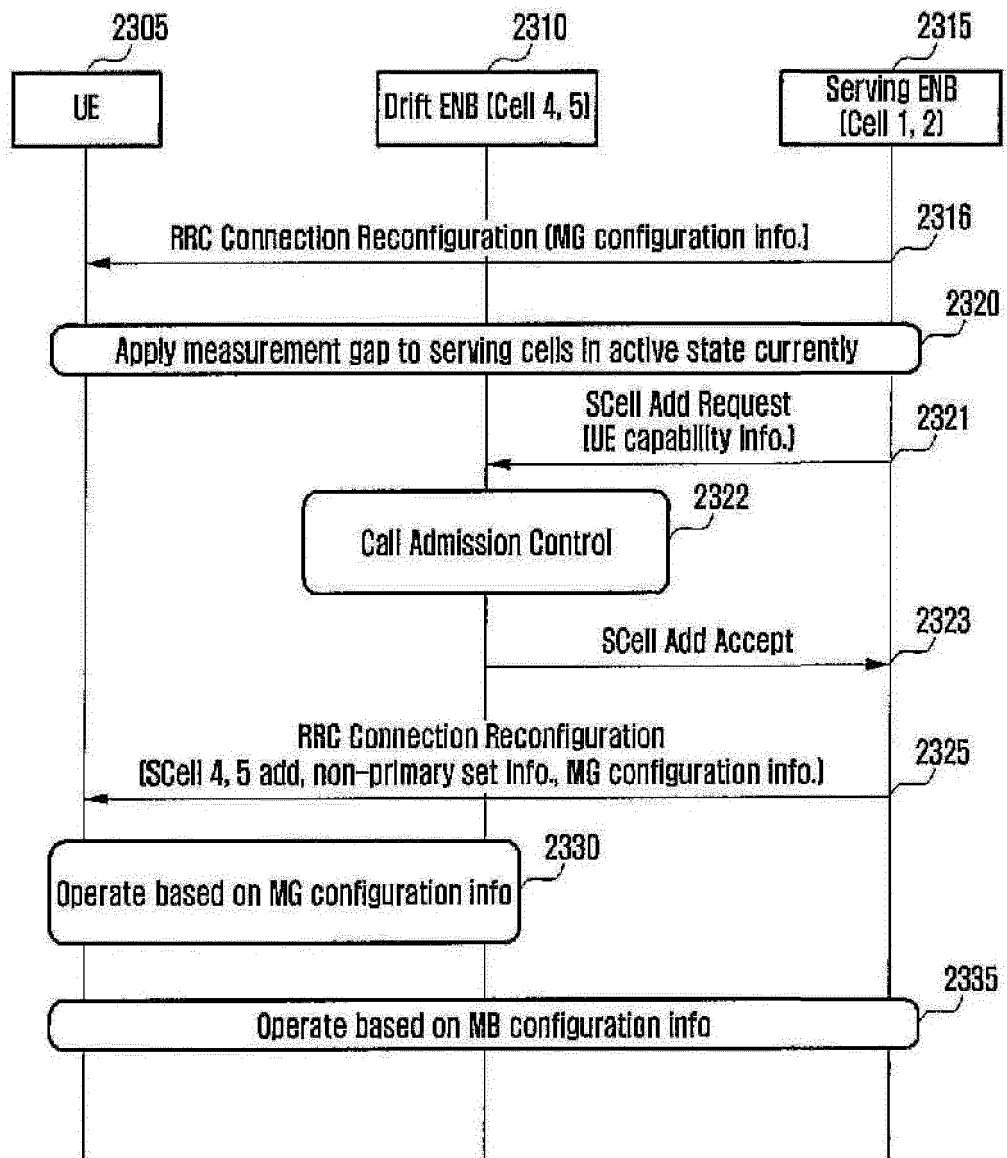 2305
2310
2315
UE
Drift ENB (Cell 4, 5)
Serving ENB
(Cell 1, 2)
RRC Connection Reconfiguration (MG configuration info.)
2316
2320
Apply measurement gap to serving cells in active state currently
SCell Add Request
(UE capability info.)
2321
2322
Call Admission Control
SCell Add Accept
2323
RRC Connection Reconfiguration
(SCell 4, 5 add, non-primary set info., MG configuration info.)
2325
2330
Operate based on MG configuration info
2335
Operate based on MB configuration info